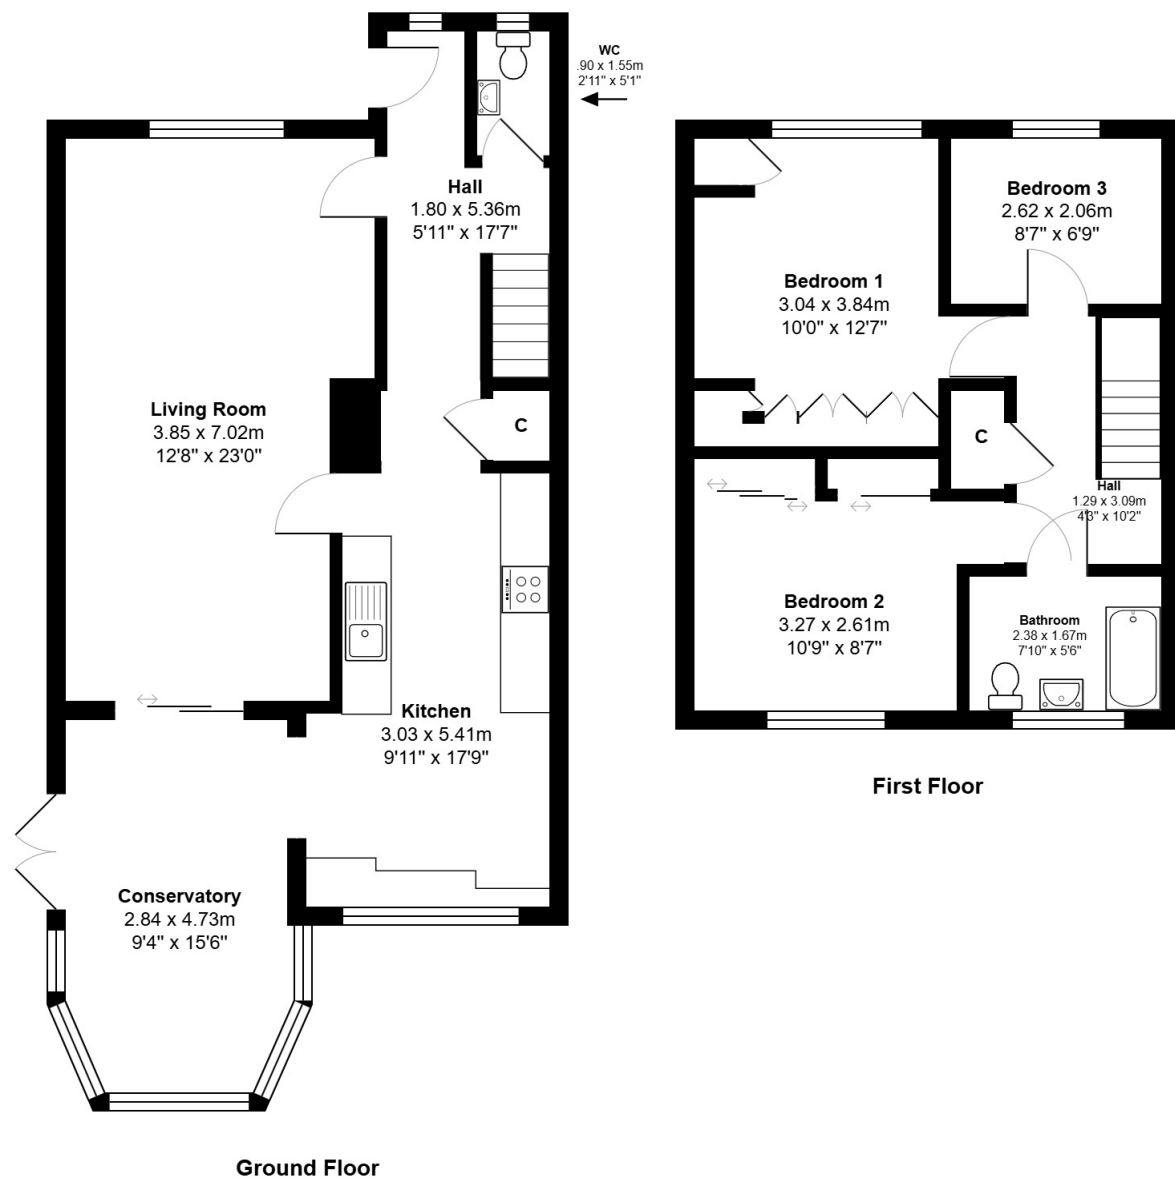 WC
.90 x 1.55m
2'11" x 5'1"
Hall
1.80 x 5.36m
5'11" x 17'7"
Living Room
3.85 x 7.02m
12'8" x 23'0"
C
Kitchen
3.03 x 5.41m
9'11" x 17'9"
Conservatory
2.84 x 4.73m
9'4" x 15'6"
Ground Floor
Bedroom 3
2.62 x 2.06m
8'7" x 6'9"
Bedroom 1
3.04 x 3.84m
10'0" x 12'7"
C
Hall
1.29 x 3.09m
4'3" x 10'2"
Bedroom 2
3.27 x 2.61m
10'9" x 8'7"
Bathroom
2.38 x 1.67m
7'10" x 5'6"
First Floor